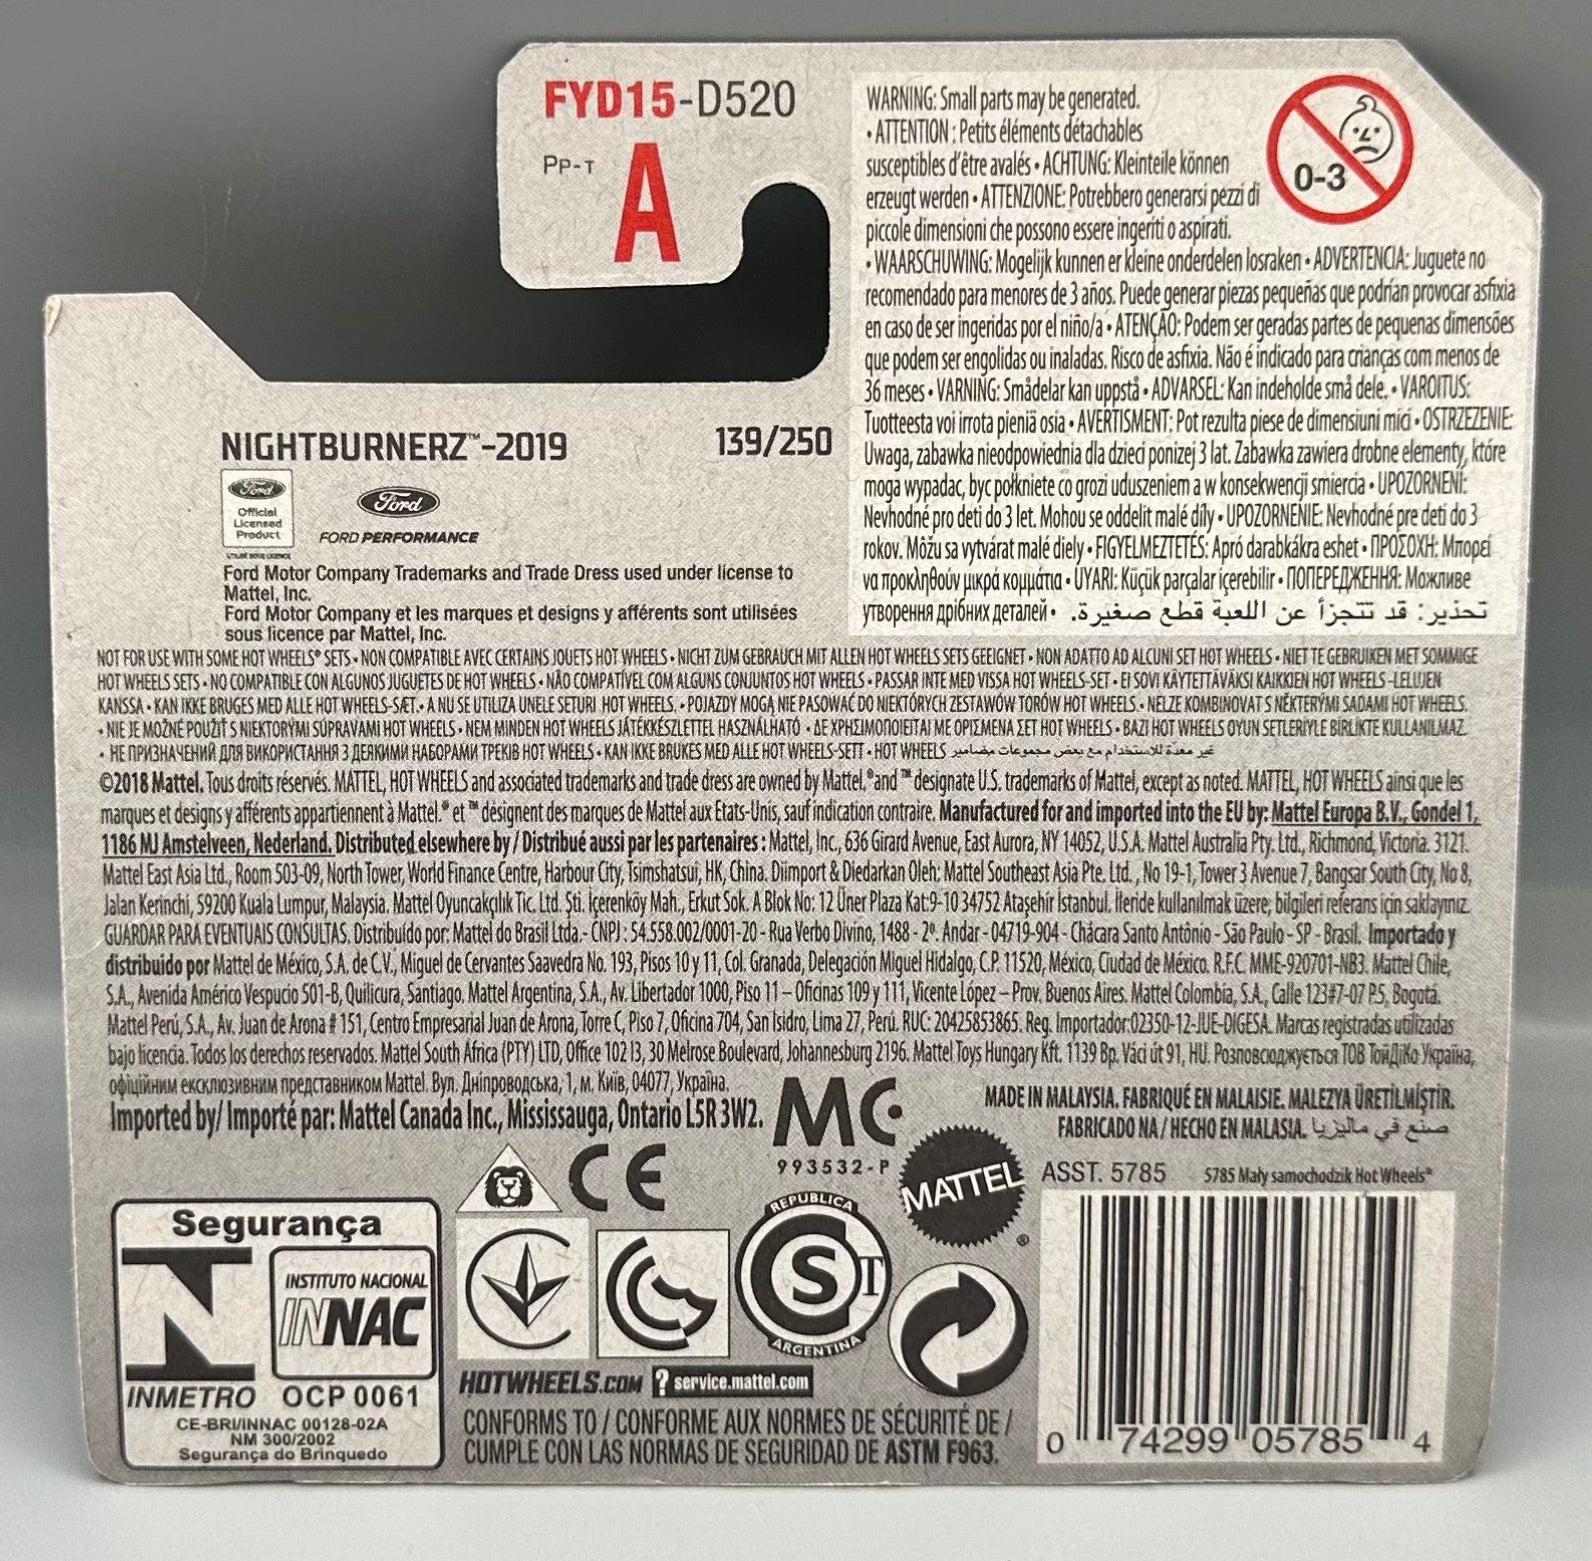 FYD15-D520
PP-T
A
WARNING: Small parts may be generated.
• ATTENTION : Petits éléments détachables
susceptibles d'être avalés • ACHTUNG: Kleinteile können
erzeugt werden • ATTENZIONE: Potrebbero generarsi pezzi di
piccole dimensioni che possono essere ingeriti o aspirati.
• WAARSCHUWING: Mogelijk kunnen er kleine onderdelen losraken • ADVERTENCIA: Juguete no
recomendado para menores de 3 años. Puede generar piezas pequeñas que podrían provocar asfixia
en caso de ser ingeridas por el niño/a • ATENÇÃO: Podem ser geradas partes de pequenas dimensões
que podem ser engolidas ou inaladas. Risco de asfixia. Não é indicado para crianças com menos de
36 meses • VARNING: Smådelar kan uppstå • ADVARSEL: Kan indeholde små dele. • VAROITUS:
Tuotteesta voi irrota pieniä osia • AVERTISMENT: Pot rezulta piese de dimensiuni mici • OSTRZEZENIE:
Uwaga, zabawka nieodpowiednia dla dzieci ponizej 3 lat. Zabawka zawiera drobne elementy, które
moga wypadac, byc połkniete co grozi uduszeniem a w konsekwencji smiercia • UPOZORNENÍ:
Nevhodné pro deti do 3 let. Mohou se oddelit malé díly • UPOZORNENIE: Nevhodné pre deti do 3
rokov. Môžu sa vytvárat malé diely • FIGYELMEZTETÉS: Apró darabkákra eshet • ΠΡΟΣΟΧΗ: Μπορεί
να προκληθούν μικρά κομμάτια • UYARI: Küçük parçalar içerebilir • ПОПЕРЕДЖЕННЯ: Можливе
утворення дрібних деталей • تحذير: قد تتجزأ عن اللعبة قطع صغيرة.
0-3
NIGHTBURNERZ™-2019 139/250
Ford
Official
Licensed
Product
Ford
FORD PERFORMANCE
Ford Motor Company Trademarks and Trade Dress used under license to
Mattel, Inc.
Ford Motor Company et les marques et designs y afférents sont utilisées
sous licence par Mattel, Inc.
NOT FOR USE WITH SOME HOT WHEELS® SETS • NON COMPATIBLE AVEC CERTAINS JOUETS HOT WHEELS • NICHT ZUM GEBRAUCH MIT ALLEN HOT WHEELS SETS GEEIGNET • NON ADATTO AD ALCUNI SET HOT WHEELS • NIET TE GEBRUIKEN MET SOMMIGE
HOT WHEELS SETS • NO COMPATIBLE CON ALGUNOS JUGUETES DE HOT WHEELS • NÃO COMPATÍVEL COM ALGUNS CONJUNTOS HOT WHEELS • PASSAR INTE MED VISSA HOT WHEELS-SET • EI SOVI KÄYTETTÄVÄKSI KAIKKIEN HOT WHEELS -LELUJEN
KANSSA • KAN IKKE BRUGES MED ALLE HOT WHEELS-SÆT. • A NU SE UTILIZA UNELE SETURI HOT WHEELS. • POJAZDY MOGĄ NIE PASOWAĆ DO NIEKTÓRYCH ZESTAWÓW TORÓW HOT WHEELS. • NELZE KOMBINOVAT S NĚKTERÝMI SADAMI HOT WHEELS.
• NIE JE MOŽNÉ POUŽIŤ S NIEKTORÝMI SÚPRAVAMI HOT WHEELS • NEM MINDEN HOT WHEELS JÁTÉKKÉSZLETTEL HASZNÁLHATÓ • ΔΕ ΧΡΗΣΙΜΟΠΟΙΕΙΤΑΙ ΜΕ ΟΡΙΣΜΕΝΑ ΣΕΤ HOT WHEELS • BAZI HOT WHEELS OYUN SETLERİYLE BİRLİKTE KULLANILMAZ.
• НЕ ПРИЗНАЧЕНИЙ ДЛЯ ВИКОРИСТАННЯ З ДЕЯКИМИ НАБОРАМИ ТРЕКІВ HOT WHEELS • KAN IKKE BRUKES MED ALLE HOT WHEELS-SETT • HOT WHEELS غير معدة للاستخدام مع بعض مجموعات مضامير
©2018 Mattel. Tous droits réservés. MATTEL, HOT WHEELS and associated trademarks and trade dress are owned by Mattel.® and ™ designate U.S. trademarks of Mattel, except as noted. MATTEL, HOT WHEELS ainsi que les
marques et designs y afférents appartiennent à Mattel.® et ™ désignent des marques de Mattel aux Etats-Unis, sauf indication contraire. Manufactured for and imported into the EU by: Mattel Europa B.V., Gondel 1,
1186 MJ Amstelveen, Nederland. Distributed elsewhere by / Distribué aussi par les partenaires : Mattel, Inc., 636 Girard Avenue, East Aurora, NY 14052, U.S.A. Mattel Australia Pty. Ltd., Richmond, Victoria. 3121.
Mattel East Asia Ltd., Room 503-09, North Tower, World Finance Centre, Harbour City, Tsimshatsui, HK, China. Diimport & Diedarkan Oleh: Mattel Southeast Asia Pte. Ltd. , No 19-1, Tower 3 Avenue 7, Bangsar South City, No 8,
Jalan Kerinchi, 59200 Kuala Lumpur, Malaysia. Mattel Oyuncakçılık Tic. Ltd. Şti. İçerenköy Mah., Erkut Sok. A Blok No: 12 Üner Plaza Kat:9-10 34752 Ataşehir İstanbul. İleride kullanılmak üzere, bilgileri referans için saklayınız.
GUARDAR PARA EVENTUAIS CONSULTAS. Distribuído por: Mattel do Brasil Ltda.- CNPJ : 54.558.002/0001-20 - Rua Verbo Divino, 1488 - 2º. Andar - 04719-904 - Chácara Santo Antônio - São Paulo - SP - Brasil. Importado y
distribuido por Mattel de México, S.A. de C.V., Miguel de Cervantes Saavedra No. 193, Pisos 10 y 11, Col. Granada, Delegación Miguel Hidalgo, C.P. 11520, México, Ciudad de México. R.F.C. MME-920701-NB3. Mattel Chile,
S.A., Avenida Américo Vespucio 501-B, Quilicura, Santiago. Mattel Argentina, S.A., Av. Libertador 1000, Piso 11 – Oficinas 109 y 111, Vicente López – Prov. Buenos Aires. Mattel Colombia, S.A., Calle 123#7-07 P.5, Bogotá.
Mattel Perú, S.A., Av. Juan de Arona # 151, Centro Empresarial Juan de Arona, Torre C, Piso 7, Oficina 704, San Isidro, Lima 27, Perú. RUC: 20425853865. Reg. Importador:02350-12-JUE-DIGESA. Marcas registradas utilizadas
bajo licencia. Todos los derechos reservados. Mattel South Africa (PTY) LTD, Office 102 I3, 30 Melrose Boulevard, Johannesburg 2196. Mattel Toys Hungary Kft. 1139 Bp. Váci út 91, HU. Розповсюджується ТОВ ТойДіКо Україна,
офіційним ексклюзивним представником Mattel. Вул. Дніпроводська, 1, м. Київ, 04077, Україна.
Imported by/ Importé par: Mattel Canada Inc., Mississauga, Ontario L5R 3W2.
MC
993532-P
MADE IN MALAYSIA. FABRIQUÉ EN MALAISIE. MALEZYA ÜRETİLMİŞTİR.
FABRICADO NA / HECHO EN MALASIA. صنع في ماليزيا
CE
MATTEL®
ASST. 5785 5785 Mały samochodzik Hot Wheels®
Segurança
INSTITUTO NACIONAL
INNAC
INMETRO OCP 0061
CE-BRI/INNAC 00128-02A
NM 300/2002
Segurança do Brinquedo
REPUBLICA
S T
ARGENTINA
HOTWHEELS.COM ? service.mattel.com
CONFORMS TO / CONFORME AUX NORMES DE SÉCURITÉ DE /
CUMPLE CON LAS NORMAS DE SEGURIDAD DE ASTM F963.
0 74299 05785 4